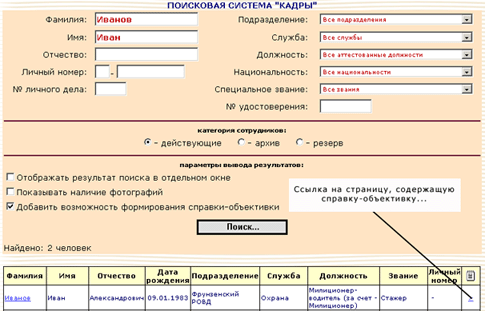 ПОИСКОВАЯ СИСТЕМА "КАДРЫ"
Фамилия: Иванов Подразделение: Все подразделения
Имя: Иван Служба: Все службы
Отчество: Должность: Все аттестованные должности
Личный номер: - Национальность: Все национальности
№ личного дела: Специальное звание: Все звания
№ удостоверения:
категория сотрудников:
- действующие - архив - резерв
параметры вывода результатов:
Отображать результат поиска в отдельном окне
Показывать наличие фотографий
Добавить возможность формирования справки-объективки
Ссылка на страницу, содержащую
справку-объективку...
Поиск...
Найдено: 2 человек
Фамилия Имя Отчество Дата рождения Подразделение Служба Должность Звание Личный номер
Иванов Иван Александрович 09.01.1983 Фрунзенский РОВД Охрана Милиционер-водитель (за счет - Милиционер) Стажер -